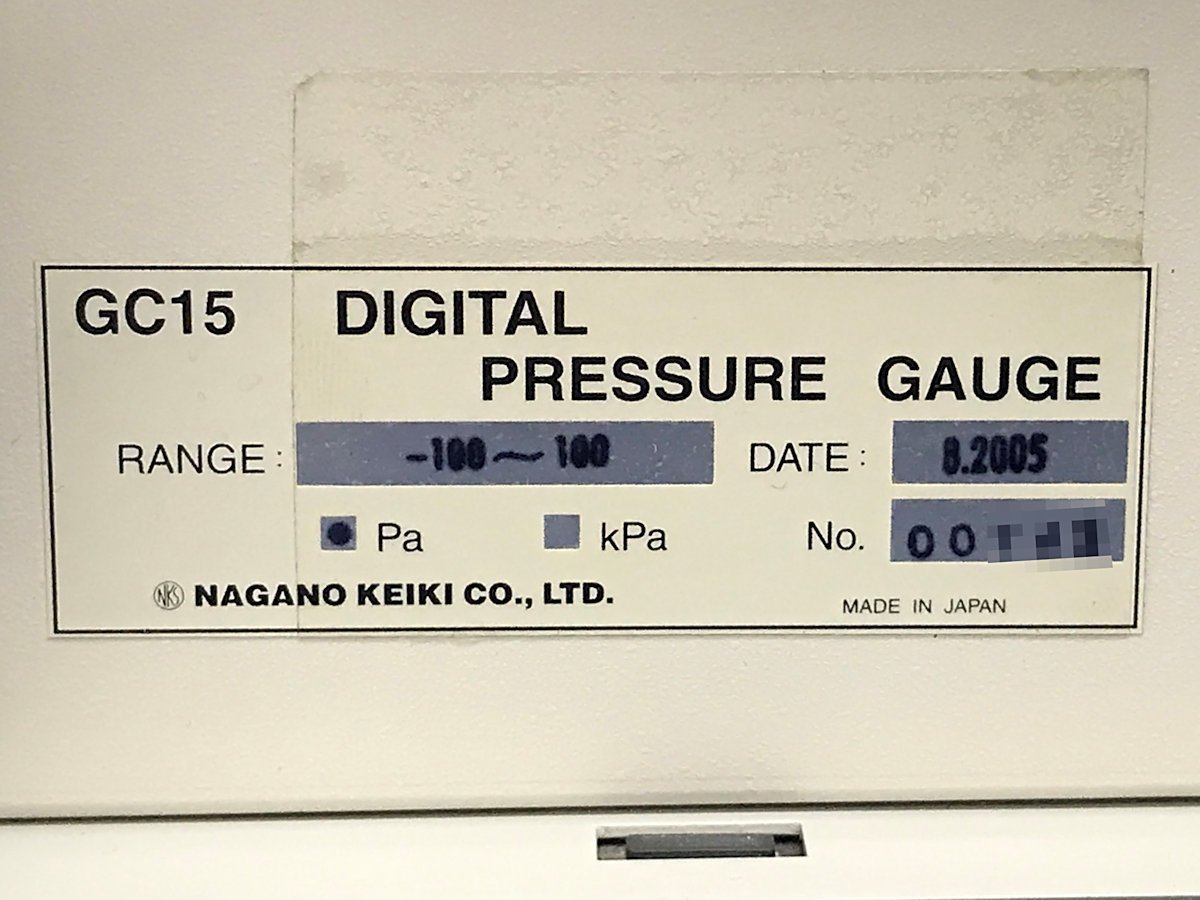 GC15 DIGITAL
PRESSURE GAUGE
RANGE : -100～100 DATE : 8.2005
Pa kPa No. 00
NKS NAGANO KEIKI CO., LTD. MADE IN JAPAN